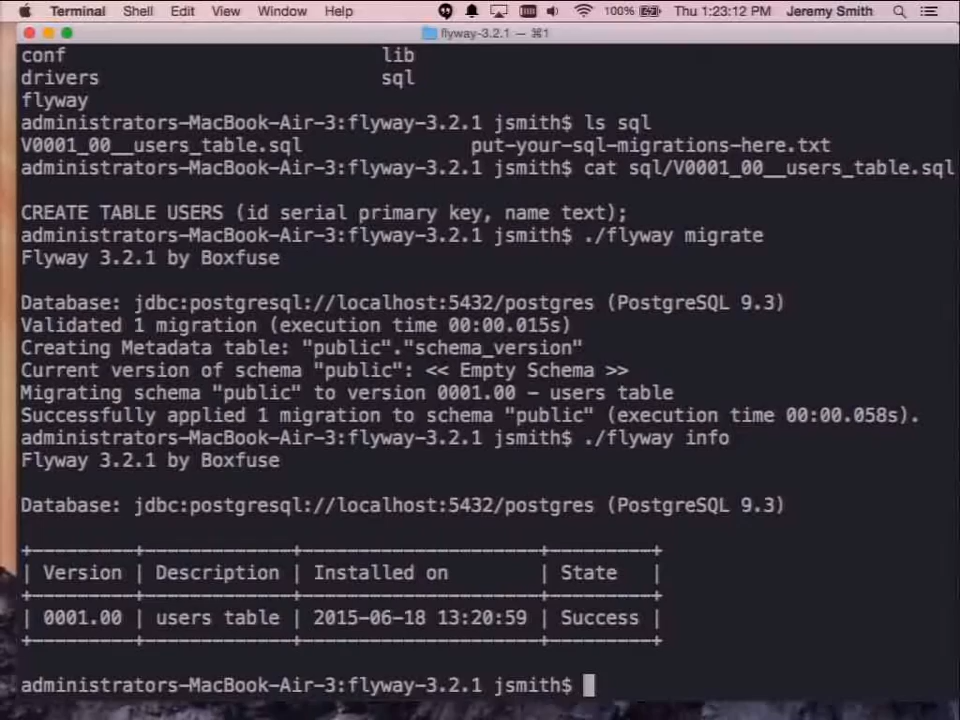 Terminal Shell Edit View Window Help 100% Thu 1:23:12 PM Jeremy Smith
flyway-3.2.1 — ⌘1
conf lib
drivers sql
flyway
administrators-MacBook-Air-3:flyway-3.2.1 jsmith$ ls sql
V0001_00__users_table.sql put-your-sql-migrations-here.txt
administrators-MacBook-Air-3:flyway-3.2.1 jsmith$ cat sql/V0001_00__users_table.sql
CREATE TABLE USERS (id serial primary key, name text);
administrators-MacBook-Air-3:flyway-3.2.1 jsmith$ ./flyway migrate
Flyway 3.2.1 by Boxfuse
Database: jdbc:postgresql://localhost:5432/postgres (PostgreSQL 9.3)
Validated 1 migration (execution time 00:00.015s)
Creating Metadata table: "public"."schema_version"
Current version of schema "public": << Empty Schema >>
Migrating schema "public" to version 0001.00 - users table
Successfully applied 1 migration to schema "public" (execution time 00:00.058s).
administrators-MacBook-Air-3:flyway-3.2.1 jsmith$ ./flyway info
Flyway 3.2.1 by Boxfuse
Database: jdbc:postgresql://localhost:5432/postgres (PostgreSQL 9.3)
+---------+-------------+---------------------+---------+
| Version | Description | Installed on | State |
+---------+-------------+---------------------+---------+
| 0001.00 | users table | 2015-06-18 13:20:59 | Success |
+---------+-------------+---------------------+---------+
administrators-MacBook-Air-3:flyway-3.2.1 jsmith$